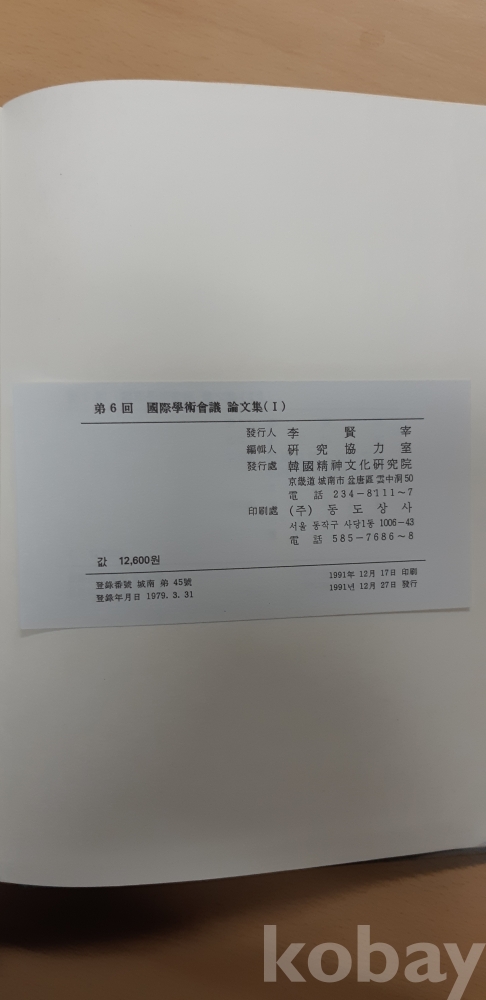 第 6 回 國際學術會議 論文集(Ⅰ)
發行人 李賢宰
編輯人 硏究協力室
發行處 韓國精神文化硏究院
京畿道 城南市 盆唐區 雲中洞 50
電話 234-8111~7
印刷處 (주) 동도상사
서울 동작구 사당1동 1006-43
電話 585-7686~8
값 12,600원
登錄番號 城南 第 45號
登錄年月日 1979. 3. 31
1991年 12月 17日 印刷
1991년 12月 27日 發行
kobay